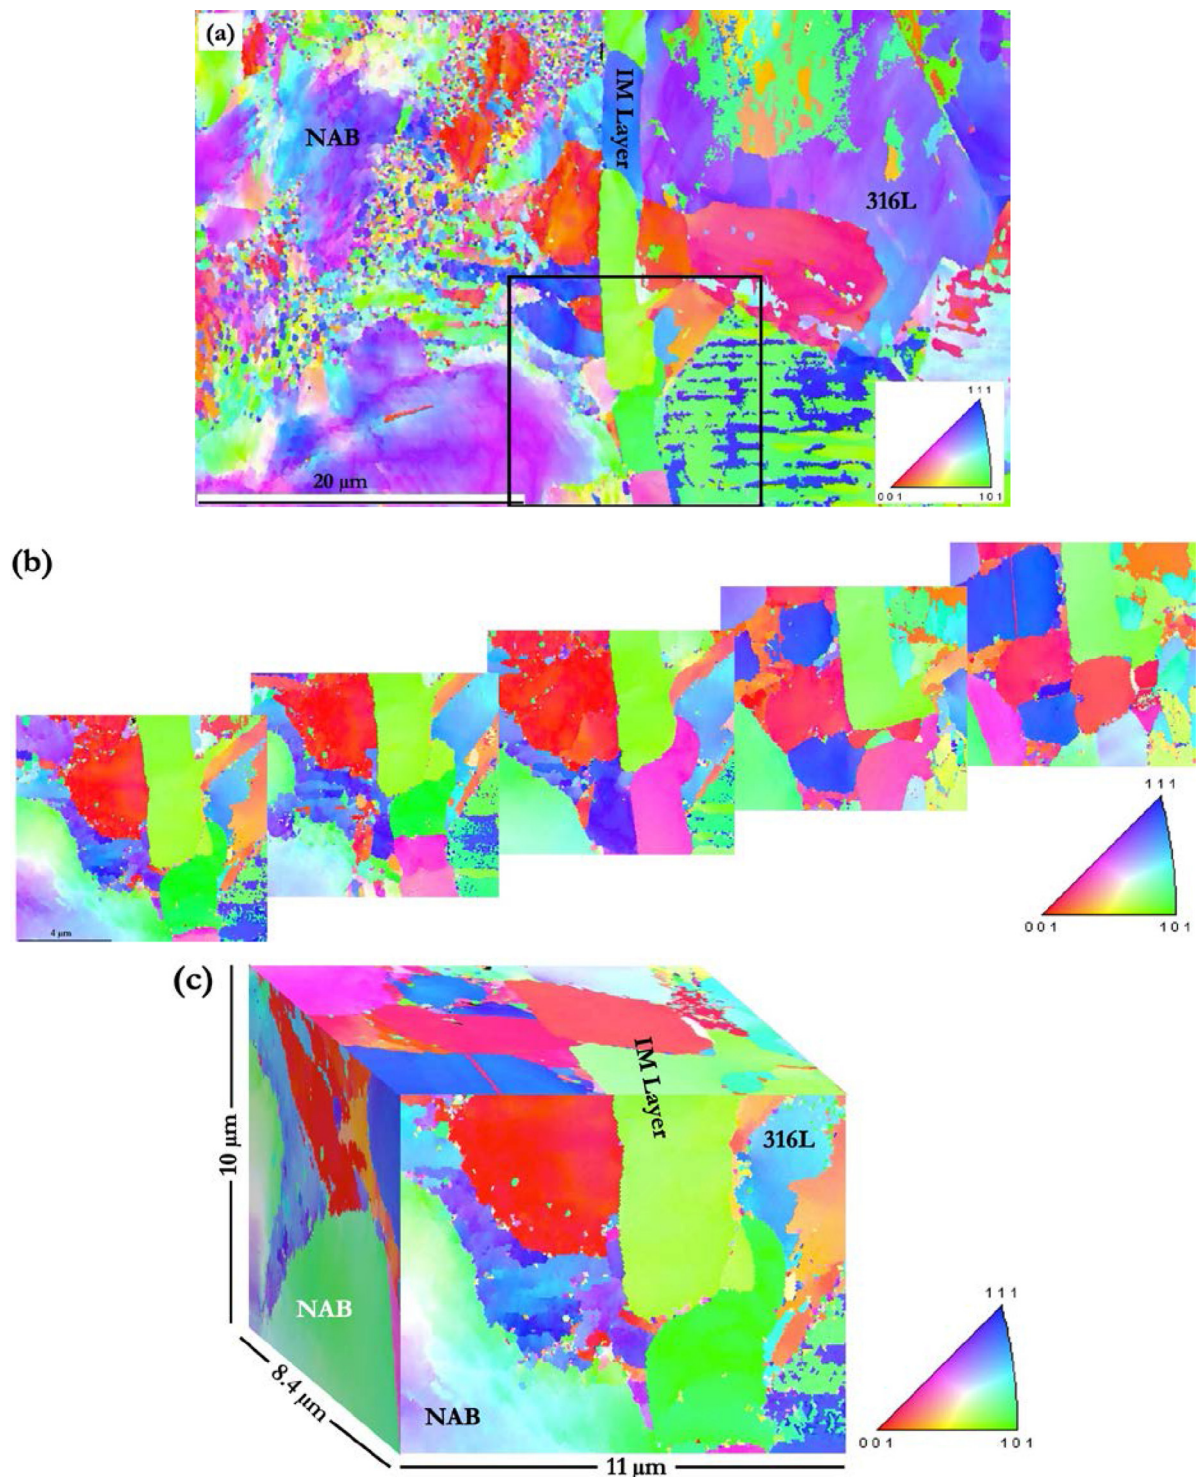 (a)
NAB
IM Layer
316L
111
20 μm
001
101
(b)
111
4 μm
001
101
(c)
IM Layer
316L
10 μm
NAB
111
8.4 μm
NAB
001
101
11 μm